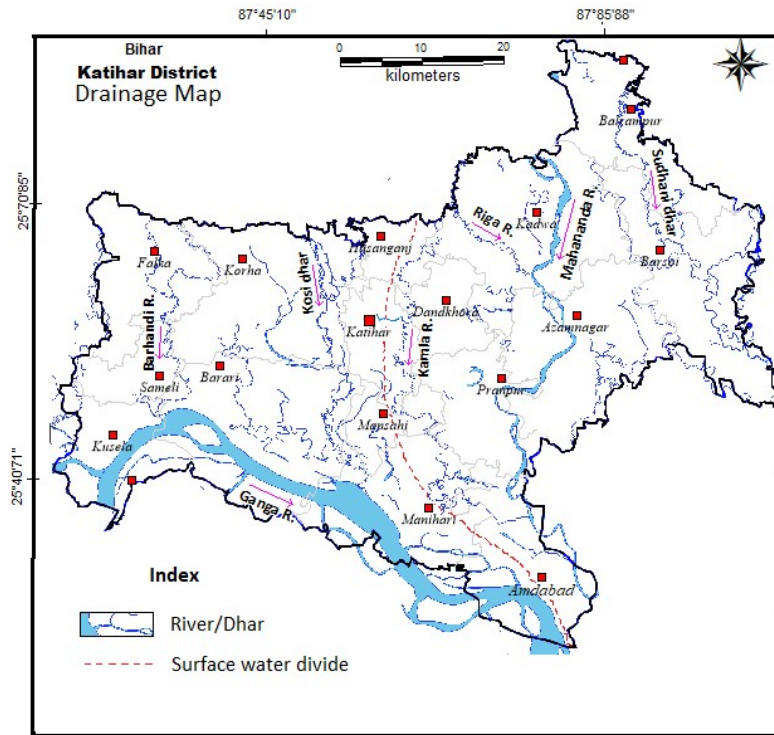 87°45'10"
87°85'88"
Bihar
Katihar District
Drainage Map
0 10 20
kilometers
25°70'86"
25°40'71"
Balrampur
Sudhani dhar
Riga R.
Kadwa
Mahananda R.
Barsoi
Hasanganj
Falka
Korha
Kosi dhar
Dandkhora
Katihar
Azamnagar
Barhandi R.
Kamla R.
Sameli
Barari
Pranpur
Mansahi
Kusela
Ganga R.
Manihari
Amdabad
Index
River/Dhar
Surface water divide